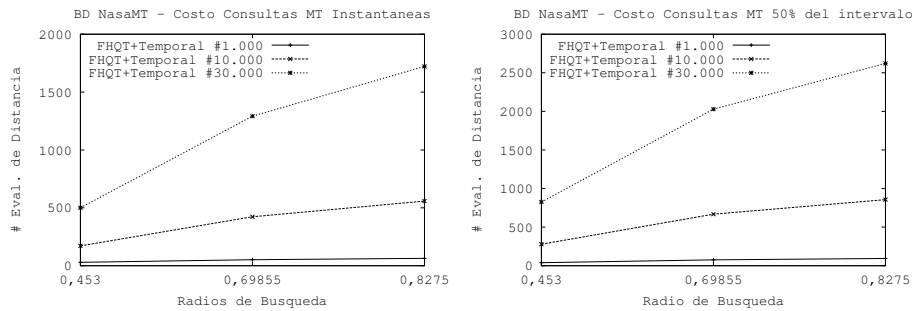 BD NasaMT - Costo Consultas MT Instantaneas
FHQT+Temporal #1.000
FHQT+Temporal #10.000
FHQT+Temporal #30.000
2000
1500
1000
500
0
# Eval. de Distancia
0,453
0,69855
0,8275
Radios de Busqueda
BD NasaMT - Costo Consultas MT 50% del intervalo
FHQT+Temporal #1.000
FHQT+Temporal #10.000
FHQT+Temporal #30.000
3000
2500
2000
1500
1000
500
0
# Eval. de Distancia
0,453
0,69855
0,8275
Radio de Busqueda